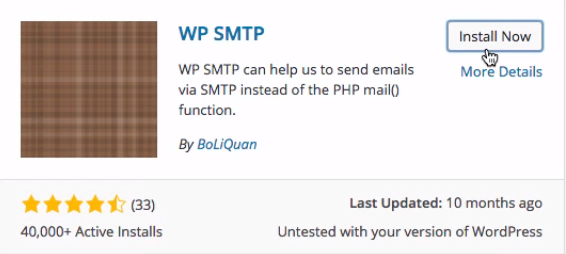 WP SMTP
Install Now
More Details
WP SMTP can help us to send emails
via SMTP instead of the PHP mail()
function.
By BoLiQuan
(33)
Last Updated: 10 months ago
40,000+ Active Installs
Untested with your version of WordPress